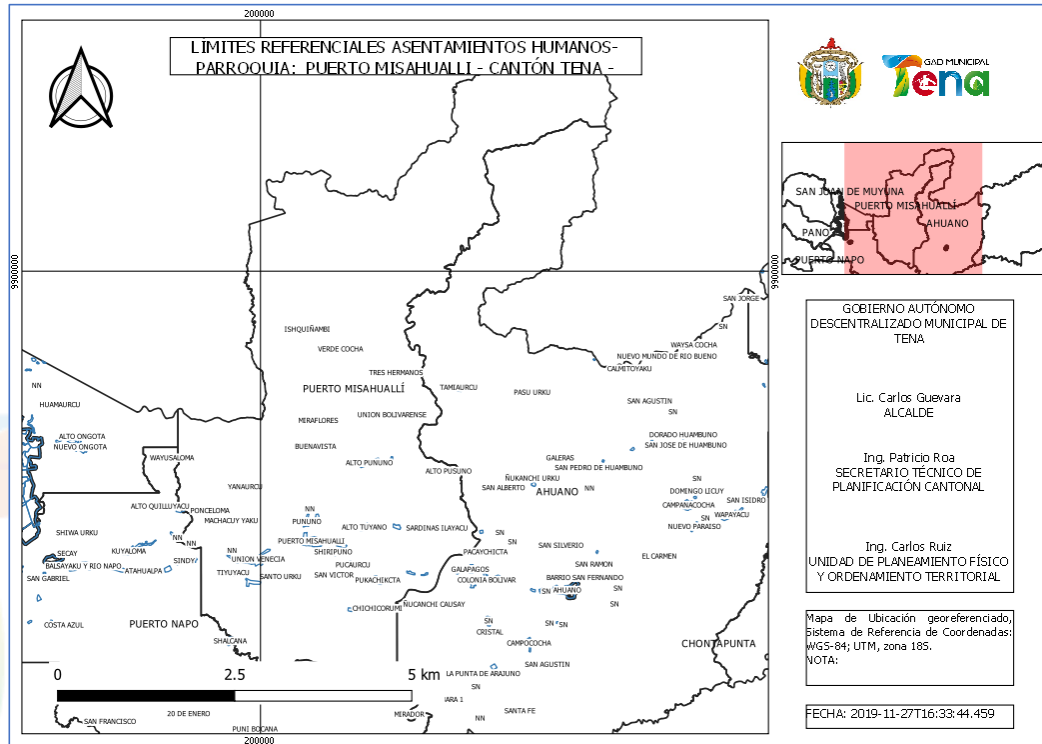 200000
LIMITES REFERENCIALES ASENTAMIENTOS HUMANOS-
PARROQUIA: PUERTO MISAHUALLI - CANTÓN TENA -
GAD MUNICIPAL
Tena
SAN JUAN DE MUYUNA
PUERTO MISAHUALLÍ
AHUANO
PANO
PUERTO NAPO
9900000
9900000
SAN JORGE
SN
ISHQUIÑAMBI
WAYSA COCHA
VERDE COCHA
NUEVO MUNDO DE RIO BUENO
TRES HERMANOS
CALMITOYAKU
NN
PUERTO MISAHUALLÍ
TAMIAURCU
PASU URKU
HUAMAURCU
SAN AGUSTIN
UNION BOLIVARENSE
SN
MIRAFLORES
ALTO ONGOTA
DORADO HUAMBUNO
NUEVO ONGOTA
BUENAVISTA
SAN JOSE DE HUAMBUNO
WAYUSALOMA
GALERAS
ALTO PUNUNO
SAN PEDRO DE HUAMBUNO
ALTO PUSUNO
ÑUKANCHI URKU
SN
YANAURCU
SAN ALBERTO
AHUANO
NN
DOMINGO LICUY
SAN ISIDRO
ALTO QUILLUYACU
PONCELOMA
CAMPANACOCHA
WAPAYACU
MACHACUY YAKU
PUNUNO
SN
ALTO TUYANO
SARDINAS ILAYACU
NUEVO PARAISO
SHIWA URKU
SN
NN
NN
PUERTO MISAHUALLI
SN
SAN SILVERIO
KUYALOMA
SECAY
NN
SHIRIPUNO
PACAYCHICTA
EL CARMEN
SINDY
UNION VENECIA
PUCAURCU
SAN RAMON
BALSAYAKU Y RIO NAPO
ATAHUALPA
TIYUYACU
GALAPAGOS
SAN GABRIEL
SANTO URKU
SAN VICTOR
PUKACHIKCTA
COLONIA BOLIVAR
BARRIO SAN FERNANDO
SN
AHUANO
SN
CHICHICORUMI
ÑUCANCHI CAUSAY
SN
COSTA AZUL
PUERTO NAPO
SN
SN
SN
CRISTAL
SHALCANA
CAMPOCOCHA
CHONTAPUNTA
SAN AGUSTIN
LA PUNTA DE ARAJUNO
0
2.5
5 km
SN
ARA 1
20 DE ENERO
MIRADOR
SANTA FE
SAN FRANCISCO
NN
PUNI BOCANA
200000
GOBIERNO AUTÓNOMO
DESCENTRALIZADO MUNICIPAL DE
TENA
Lic. Carlos Guevara
ALCALDE
Ing. Patricio Roa
SECRETARIO TÉCNICO DE
PLANIFICACIÓN CANTONAL
Ing. Carlos Ruiz
UNIDAD DE PLANEAMIENTO FÍSICO
Y ORDENAMIENTO TERRITORIAL
Mapa de Ubicación georeferenciado,
Sistema de Referencia de Coordenadas:
WGS-84; UTM, zona 18S.
NOTA:
FECHA: 2019-11-27T16:33:44.459